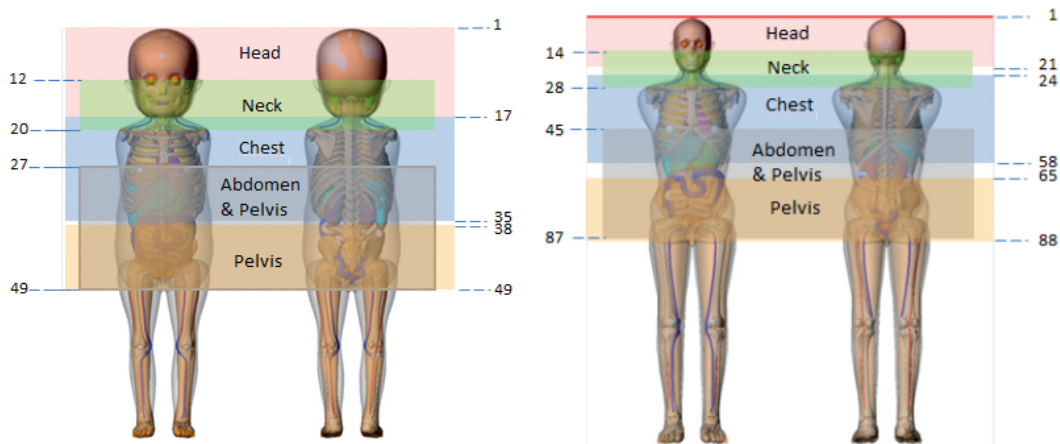 1
Head
12
Neck
17
20
Chest
27
Abdomen
& Pelvis
35
38
Pelvis
49
49
1
Head
14
Neck
21
24
28
Chest
45
Abdomen
& Pelvis
58
65
Pelvis
87
88